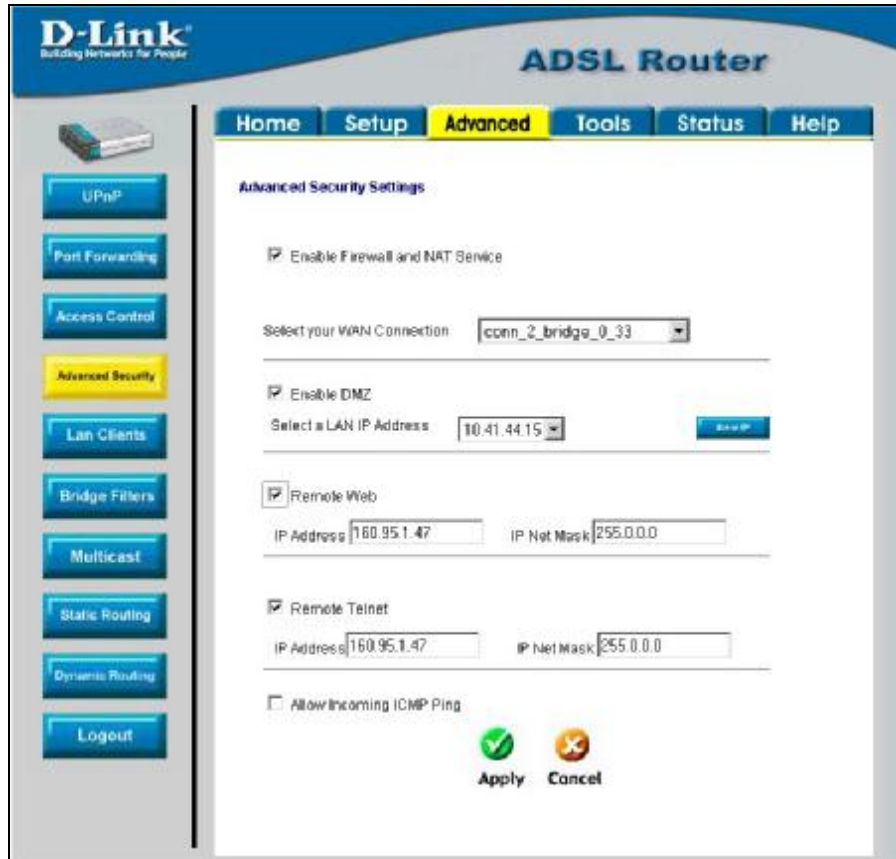 D-Link
Building Networks for People
ADSL Router
Home Setup Advanced Tools Status Help
UPnP
Port Forwarding
Access Control
Advanced Security
Lan Clients
Bridge Filters
Multicast
Static Routing
Dynamic Routing
Logout
Advanced Security Settings
Enable Firewall and NAT Service
Select your WAN Connection conn_2_bridge_0_33
Enable DMZ
Select a LAN IP Address 10.41.44.15
Remote Web
IP Address 160.95.1.47 IP Net Mask 255.0.0.0
Remote Telnet
IP Address 160.95.1.47 IP Net Mask 255.0.0.0
Allow Incoming ICMP Ping
Apply Cancel